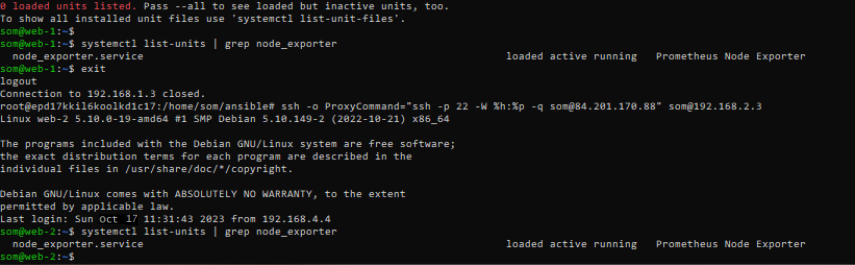 0 loaded units listed. Pass --all to see loaded but inactive units, too.
To show all installed unit files use 'systemctl list-unit-files'.
som@web-1:~$
som@web-1:~$ systemctl list-units | grep node_exporter
  node_exporter.service                                                    loaded active running   Prometheus Node Exporter
som@web-1:~$ exit
logout
Connection to 192.168.1.3 closed.
root@epd17kkil6koolkd1c17:/home/som/ansible# ssh -o ProxyCommand="ssh -p 22 -W %h:%p -q som@84.201.170.88" som@192.168.2.3
Linux web-2 5.10.0-19-amd64 #1 SMP Debian 5.10.149-2 (2022-10-21) x86_64

The programs included with the Debian GNU/Linux system are free software;
the exact distribution terms for each program are described in the
individual files in /usr/share/doc/*/copyright.

Debian GNU/Linux comes with ABSOLUTELY NO WARRANTY, to the extent
permitted by applicable law.
Last login: Sun Oct 17 11:31:43 2023 from 192.168.4.4
som@web-2:~$ systemctl list-units | grep node_exporter
  node_exporter.service                                                    loaded active running   Prometheus Node Exporter
som@web-2:~$